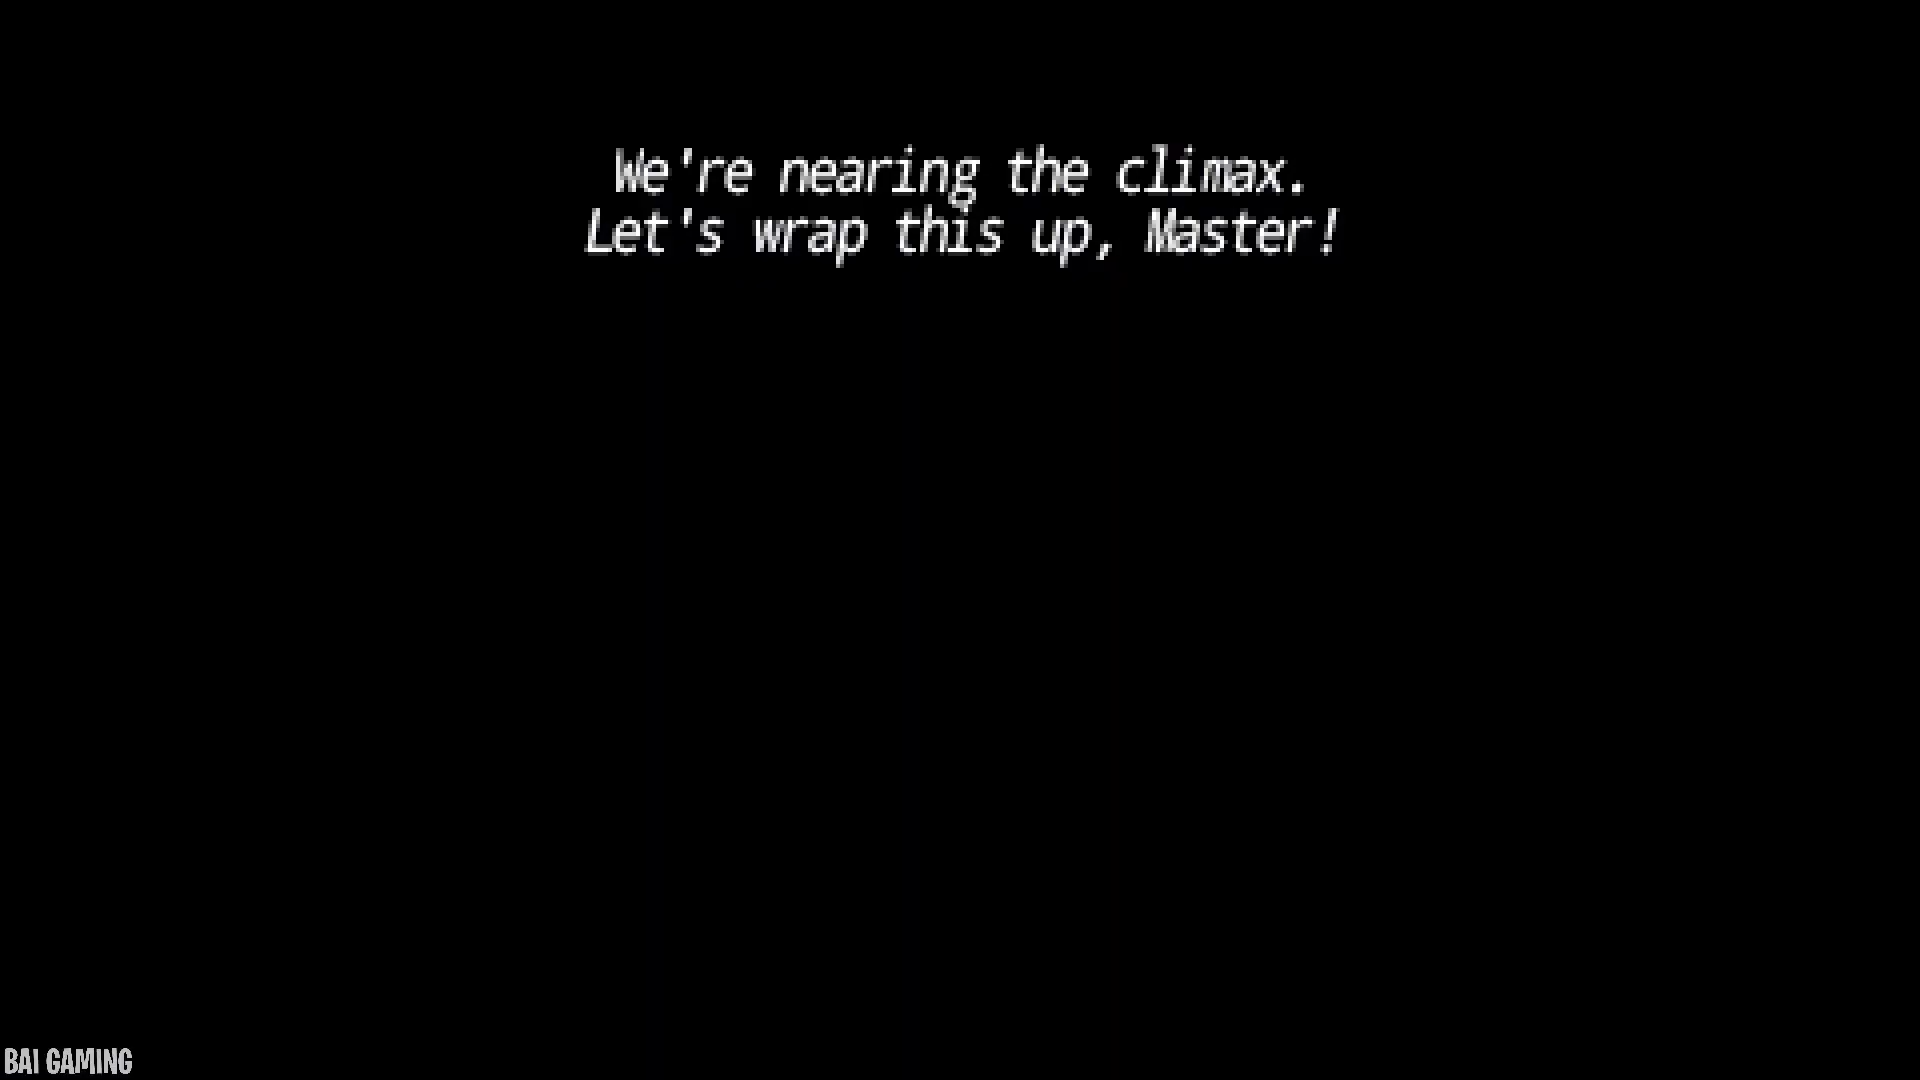 We're nearing the climax.
Let's wrap this up, Master!
BAI GAMING